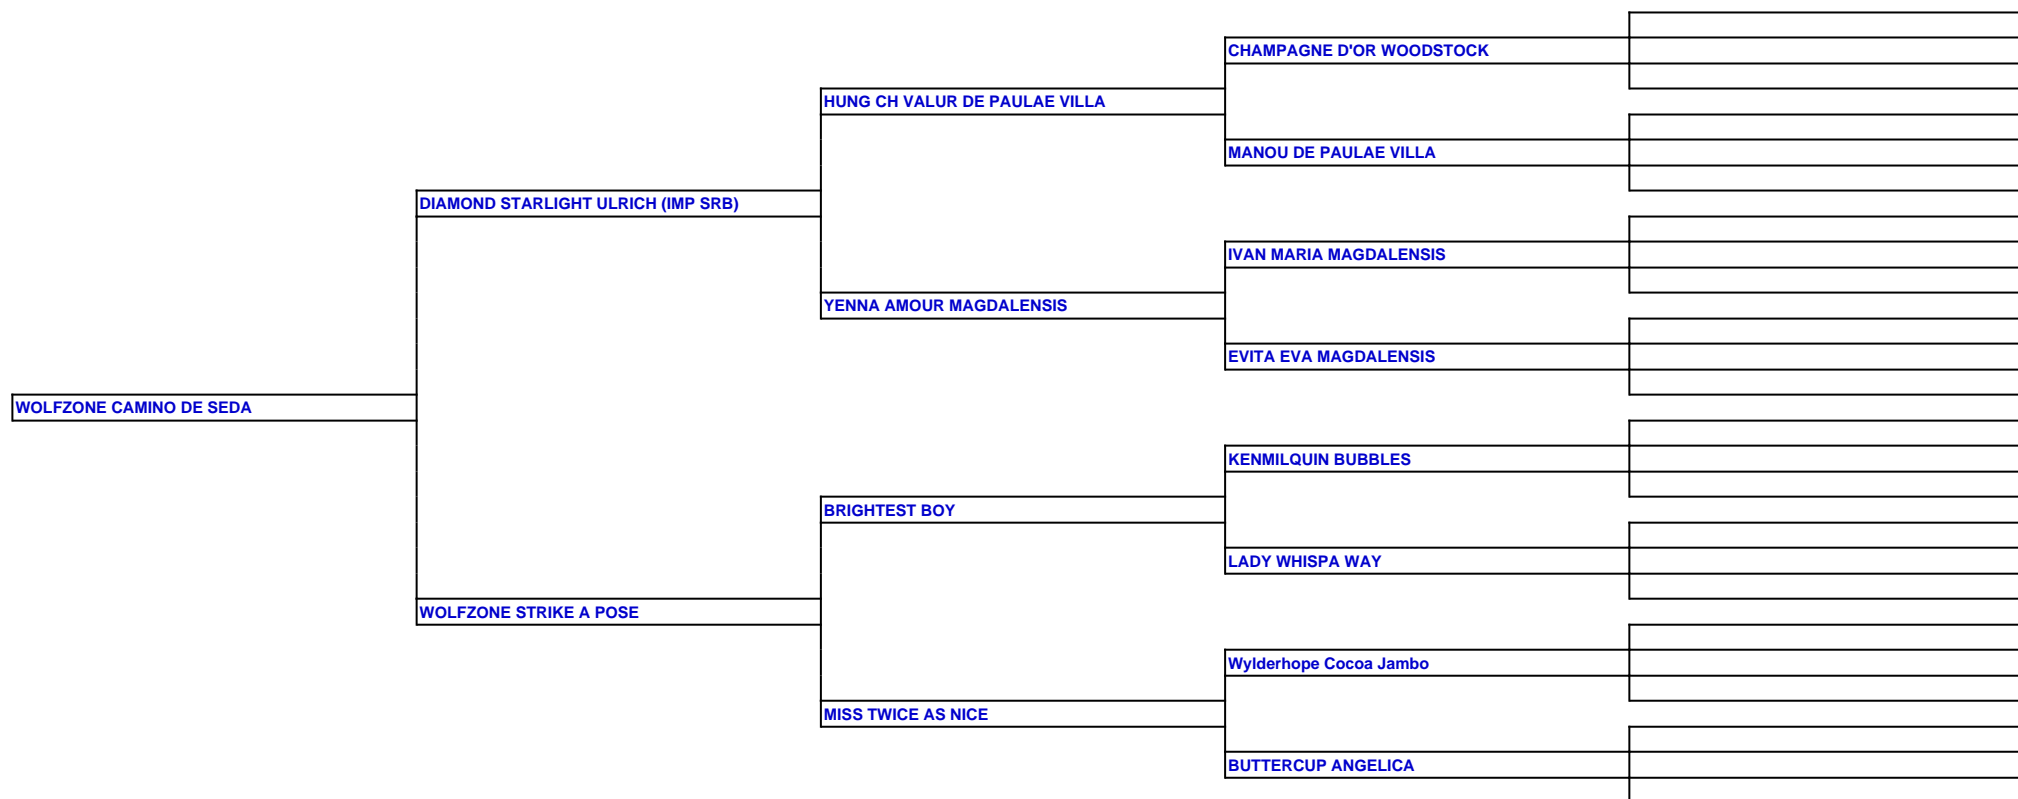 CHAMPAGNE D'OR WOODSTOCK
HUNG CH VALUR DE PAULAE VILLA
MANOU DE PAULAE VILLA
DIAMOND STARLIGHT ULRICH (IMP SRB)
IVAN MARIA MAGDALENSIS
YENNA AMOUR MAGDALENSIS
EVITA EVA MAGDALENSIS
WOLFZONE CAMINO DE SEDA
KENMILQUIN BUBBLES
BRIGHTEST BOY
LADY WHISPA WAY
WOLFZONE STRIKE A POSE
Wylderhope Cocoa Jambo
MISS TWICE AS NICE
BUTTERCUP ANGELICA